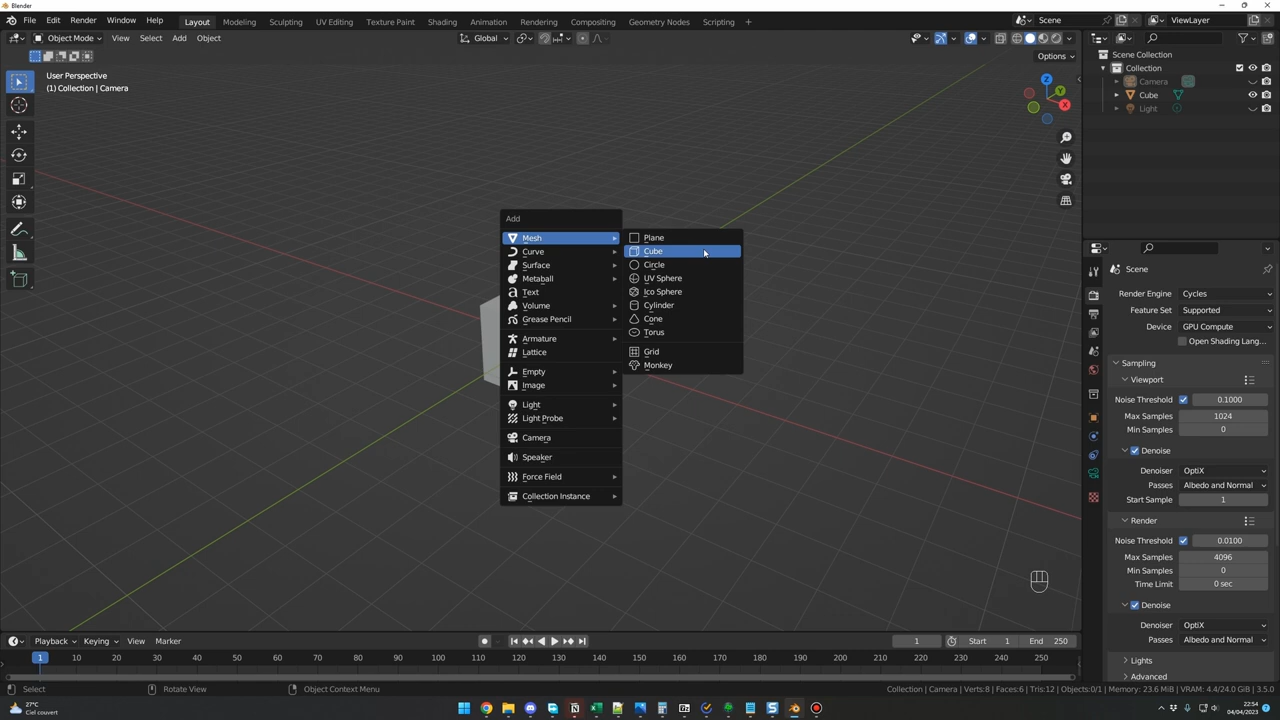 Blender
File Edit Render Window Help Layout Modeling Sculpting UV Editing Texture Paint Shading Animation Rendering Compositing Geometry Nodes Scripting + Scene ViewLayer
Object Mode View Select Add Object Global
Options
User Perspective
(1) Collection | Camera
Z
Y
X
Scene Collection
Collection
Camera
Cube
Light
Add
Mesh
Curve
Surface
Metaball
Text
Volume
Grease Pencil
Armature
Lattice
Empty
Image
Light
Light Probe
Camera
Speaker
Force Field
Collection Instance
Plane
Cube
Circle
UV Sphere
Ico Sphere
Cylinder
Cone
Torus
Grid
Monkey
Scene
Render Engine Cycles
Feature Set Supported
Device GPU Compute
Open Shading Lang...
Sampling
Viewport
Noise Threshold 0.1000
Max Samples 1024
Min Samples 0
Denoise
Denoiser OptiX
Passes Albedo and Normal
Start Sample 1
Render
Noise Threshold 0.0100
Max Samples 4096
Min Samples 0
Time Limit 0 sec
Denoise
Denoiser OptiX
Passes Albedo and Normal
Lights
Advanced
Playback Keying View Marker 1 Start 1 End 250
1 10 20 30 40 50 60 70 80 90 100 110 120 130 140 150 160 170 180 190 200 210 220 230 240 250
Select Rotate View Object Context Menu Collection | Camera | Verts:8 | Faces:6 | Tris:12 | Objects:0/1 | Memory: 23.6 MiB | VRAM: 4.4/24.0 GiB | 3.5.0
27°C
Ciel couvert
22:54
04/04/2023